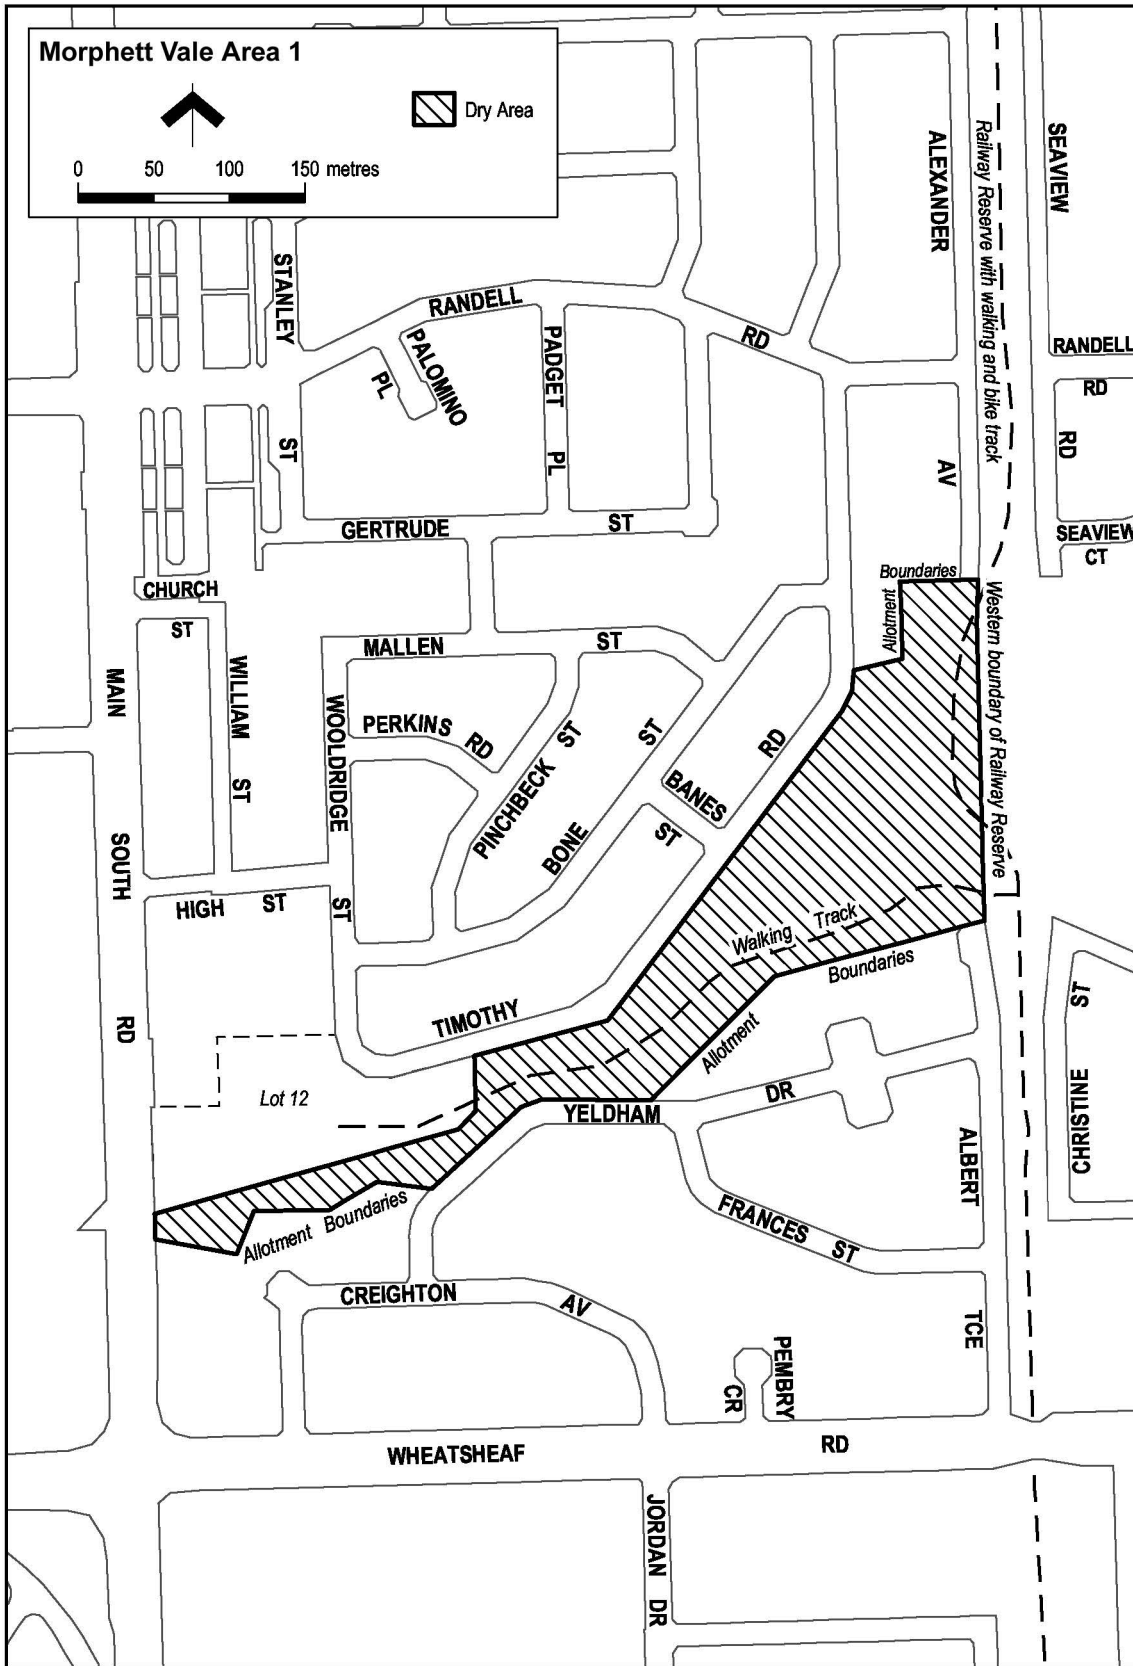 Morphett Vale Area 1
Dry Area
0 50 100 150 metres
STANLEY
ST
RANDELL
RD
PALOMINO
PL
PADGET
PL
ALEXANDER
AV
Railway Reserve with walking and bike track
SEAVIEW
RD
RANDELL
RD
SEAVIEW
CT
GERTRUDE
ST
CHURCH
ST
MAIN
SOUTH
RD
WILLIAM
ST
MALLEN
ST
WOOLDRIDGE
ST
PERKINS
RD
PINCHBECK
ST
BONE
ST
BANES
ST
RD
TIMOTHY
HIGH
ST
Boundaries
Allotment
Western boundary of Railway Reserve
Walking Track
Boundaries
Allotment
Lot 12
YELDHAM
DR
Allotment Boundaries
CHRISTINE
ST
ALBERT
TCE
FRANCES
ST
CREIGHTON
AV
PEMBRY
CR
WHEATSHEAF
RD
JORDAN
DR